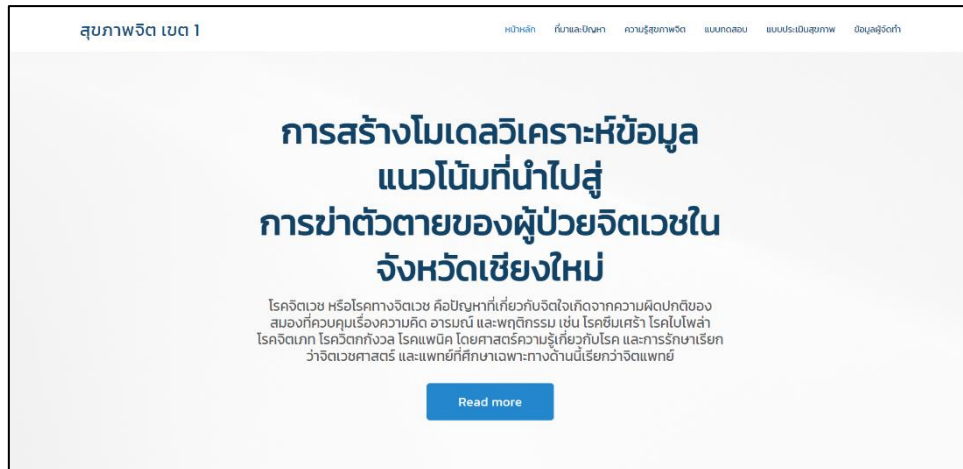 สุขภาพจิต เขต 1
หน้าหลัก ที่มาและปัญหา ความรู้สุขภาพจิต แบบทดสอบ แบบประเมินสุขภาพ ข้อมูลผู้จัดทำ
การสร้างโมเดลวิเคราะห์ข้อมูล
แนวโน้มที่นำไปสู่
การฆ่าตัวตายของผู้ป่วยจิตเวชใน
จังหวัดเชียงใหม่
โรคจิตเวช หรือโรคทางจิตเวช คือปัญหาที่เกี่ยวกับจิตใจเกิดจากความผิดปกติของ
สมองที่ควบคุมเรื่องความคิด อารมณ์ และพฤติกรรม เช่น โรคซึมเศร้า โรคไบโพล่า
โรคจิตเภท โรควิตกกังวล โรคแพนิค โดยศาสตร์ความรู้เกี่ยวกับโรค และการรักษาเรียก
ว่าจิตเวชศาสตร์ และแพทย์ที่ศึกษาเฉพาะทางด้านนี้เรียกว่าจิตแพทย์
Read more